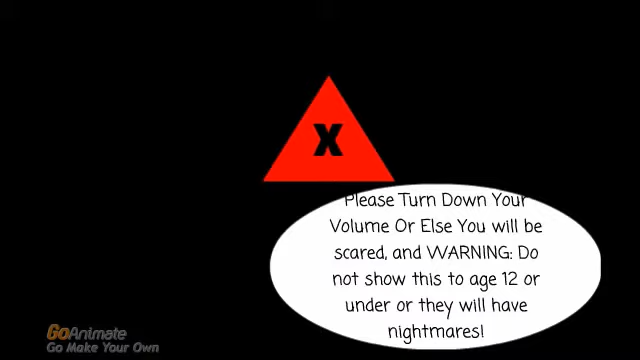 X
Please Turn Down Your
Volume Or Else You will be
scared, and WARNING: Do
not show this to age 12 or
under or they will have
nightmares!
GoAnimate
Go Make Your Own